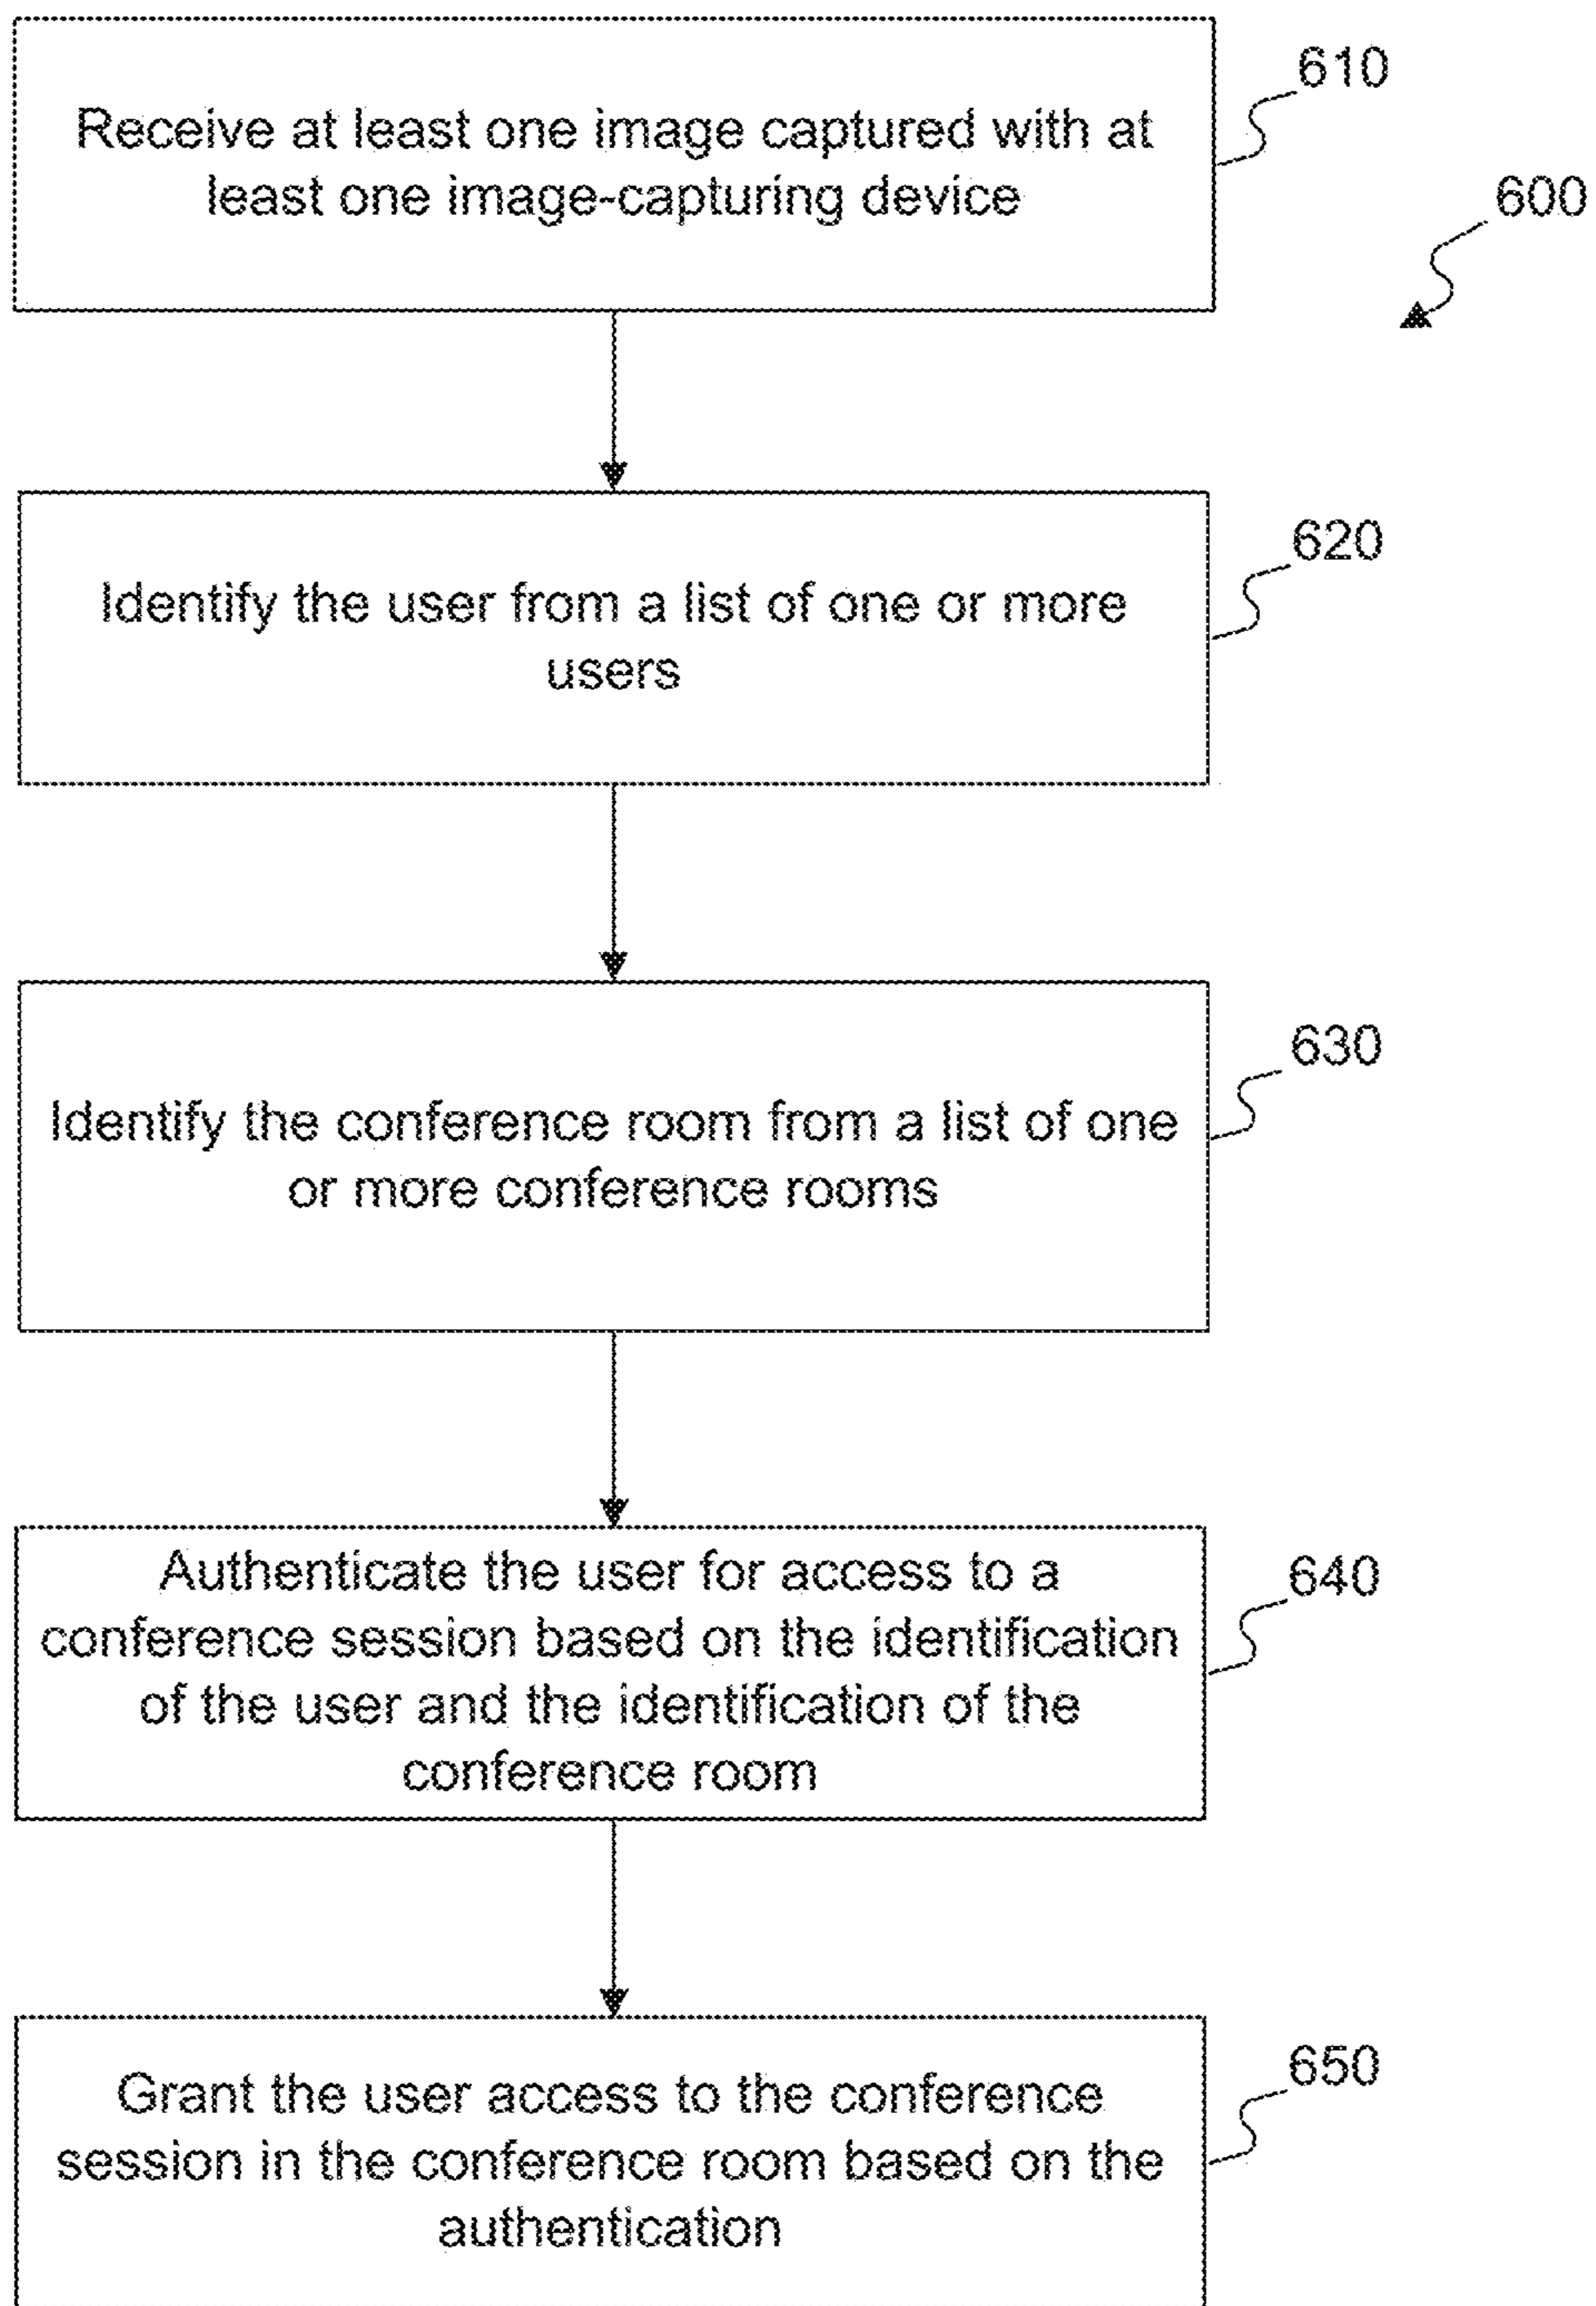 Receive at least one image captured with at
least one image-capturing device
610
600
Identify the user from a list of one or more
users
620
Identify the conference room from a list of one
or more conference rooms
630
Authenticate the user for access to a
conference session based on the identification
of the user and the identification of the
conference room
640
Grant the user access to the conference
session in the conference room based on the
authentication
650